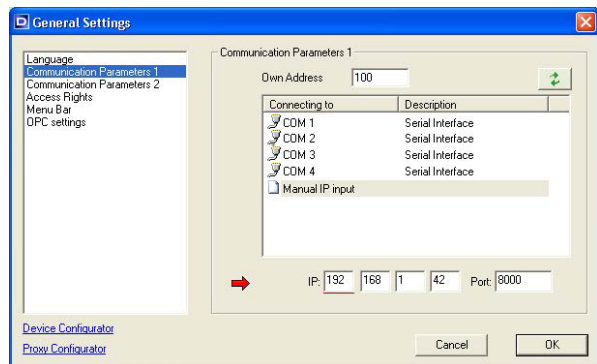 General Settings
Language
Communication Parameters 1
Communication Parameters 2
Access Rights
Menu Bar
OPC settings
Communication Parameters 1
Own Address 100
Connecting to Description
COM 1 Serial Interface
COM 2 Serial Interface
COM 3 Serial Interface
COM 4 Serial Interface
Manual IP input
IP: 192 168 1 42 Port: 8000
Device Configurator
Proxy Configurator
Cancel OK